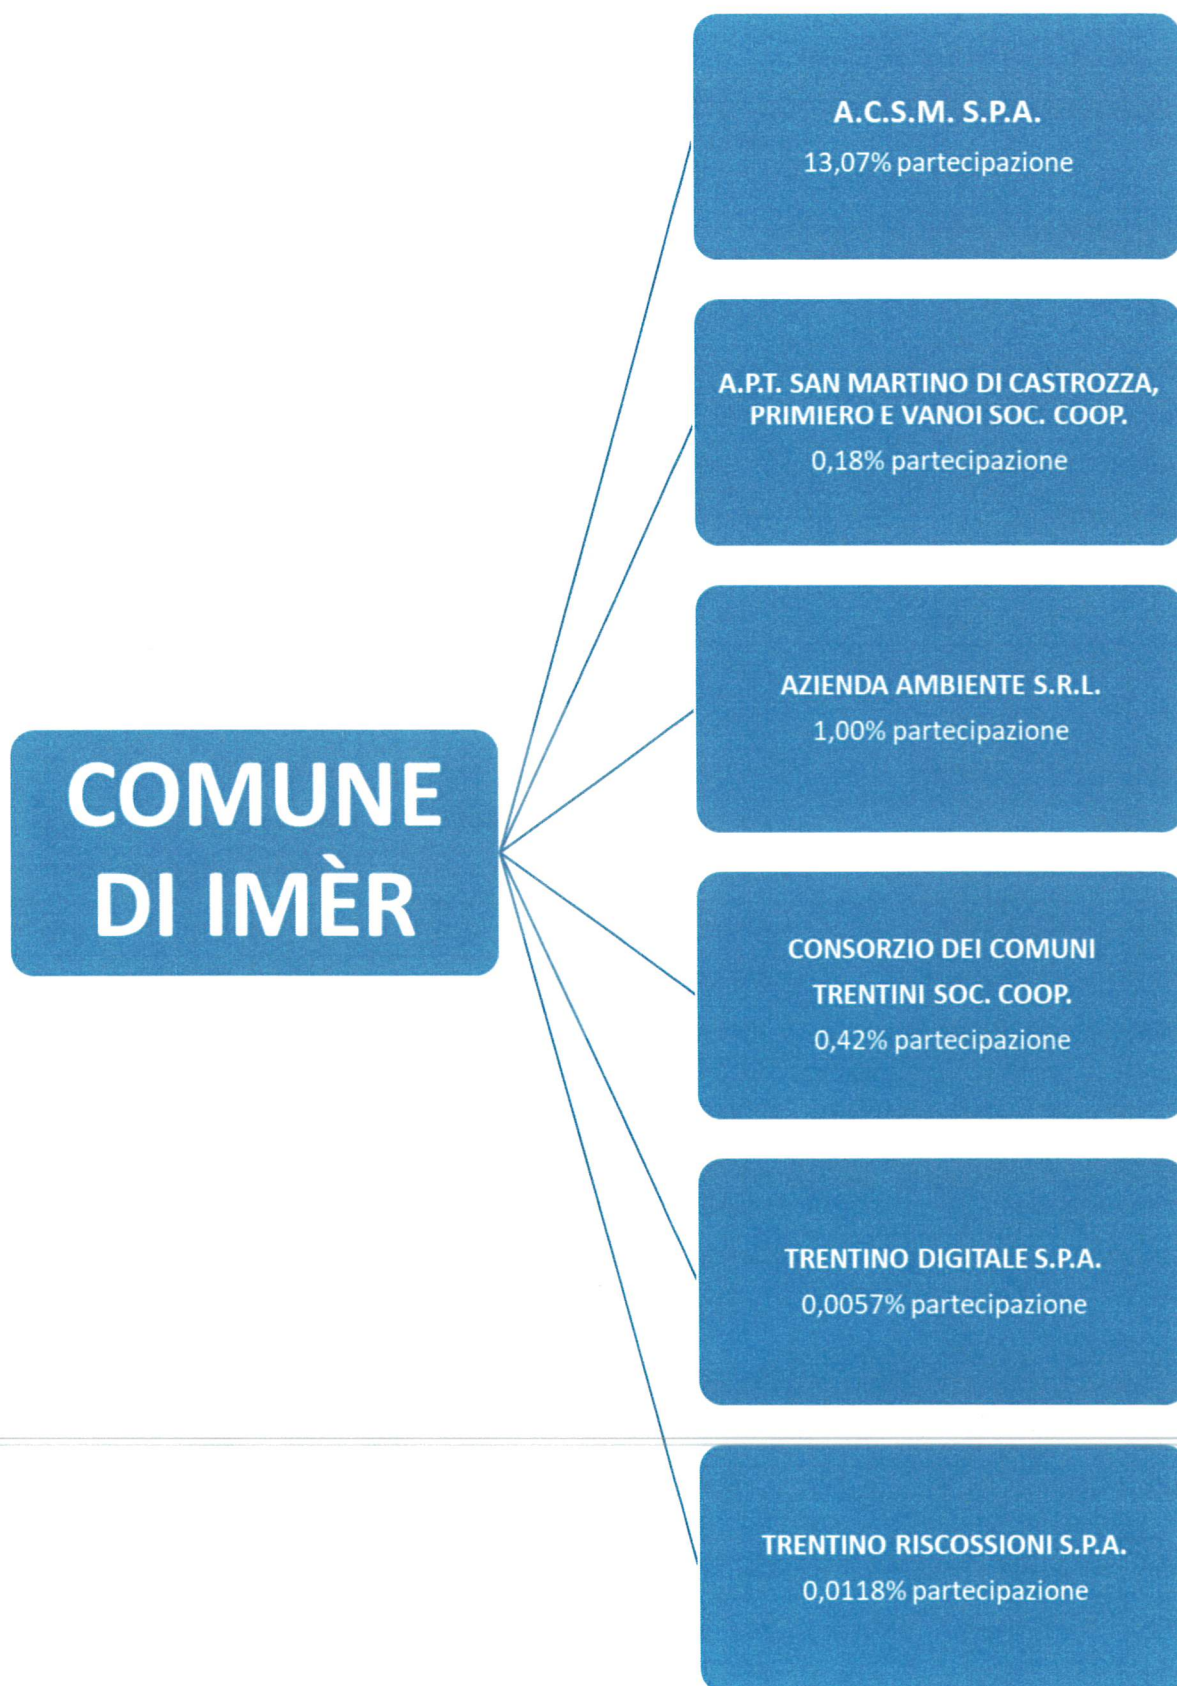 COMUNE
DI IMÈR
A.C.S.M. S.P.A.
13,07% partecipazione
A.P.T. SAN MARTINO DI CASTROZZA,
PRIMIERO E VANOI SOC. COOP.
0,18% partecipazione
AZIENDA AMBIENTE S.R.L.
1,00% partecipazione
CONSORZIO DEI COMUNI
TRENTINI SOC. COOP.
0,42% partecipazione
TRENTINO DIGITALE S.P.A.
0,0057% partecipazione
TRENTINO RISCOSSIONI S.P.A.
0,0118% partecipazione